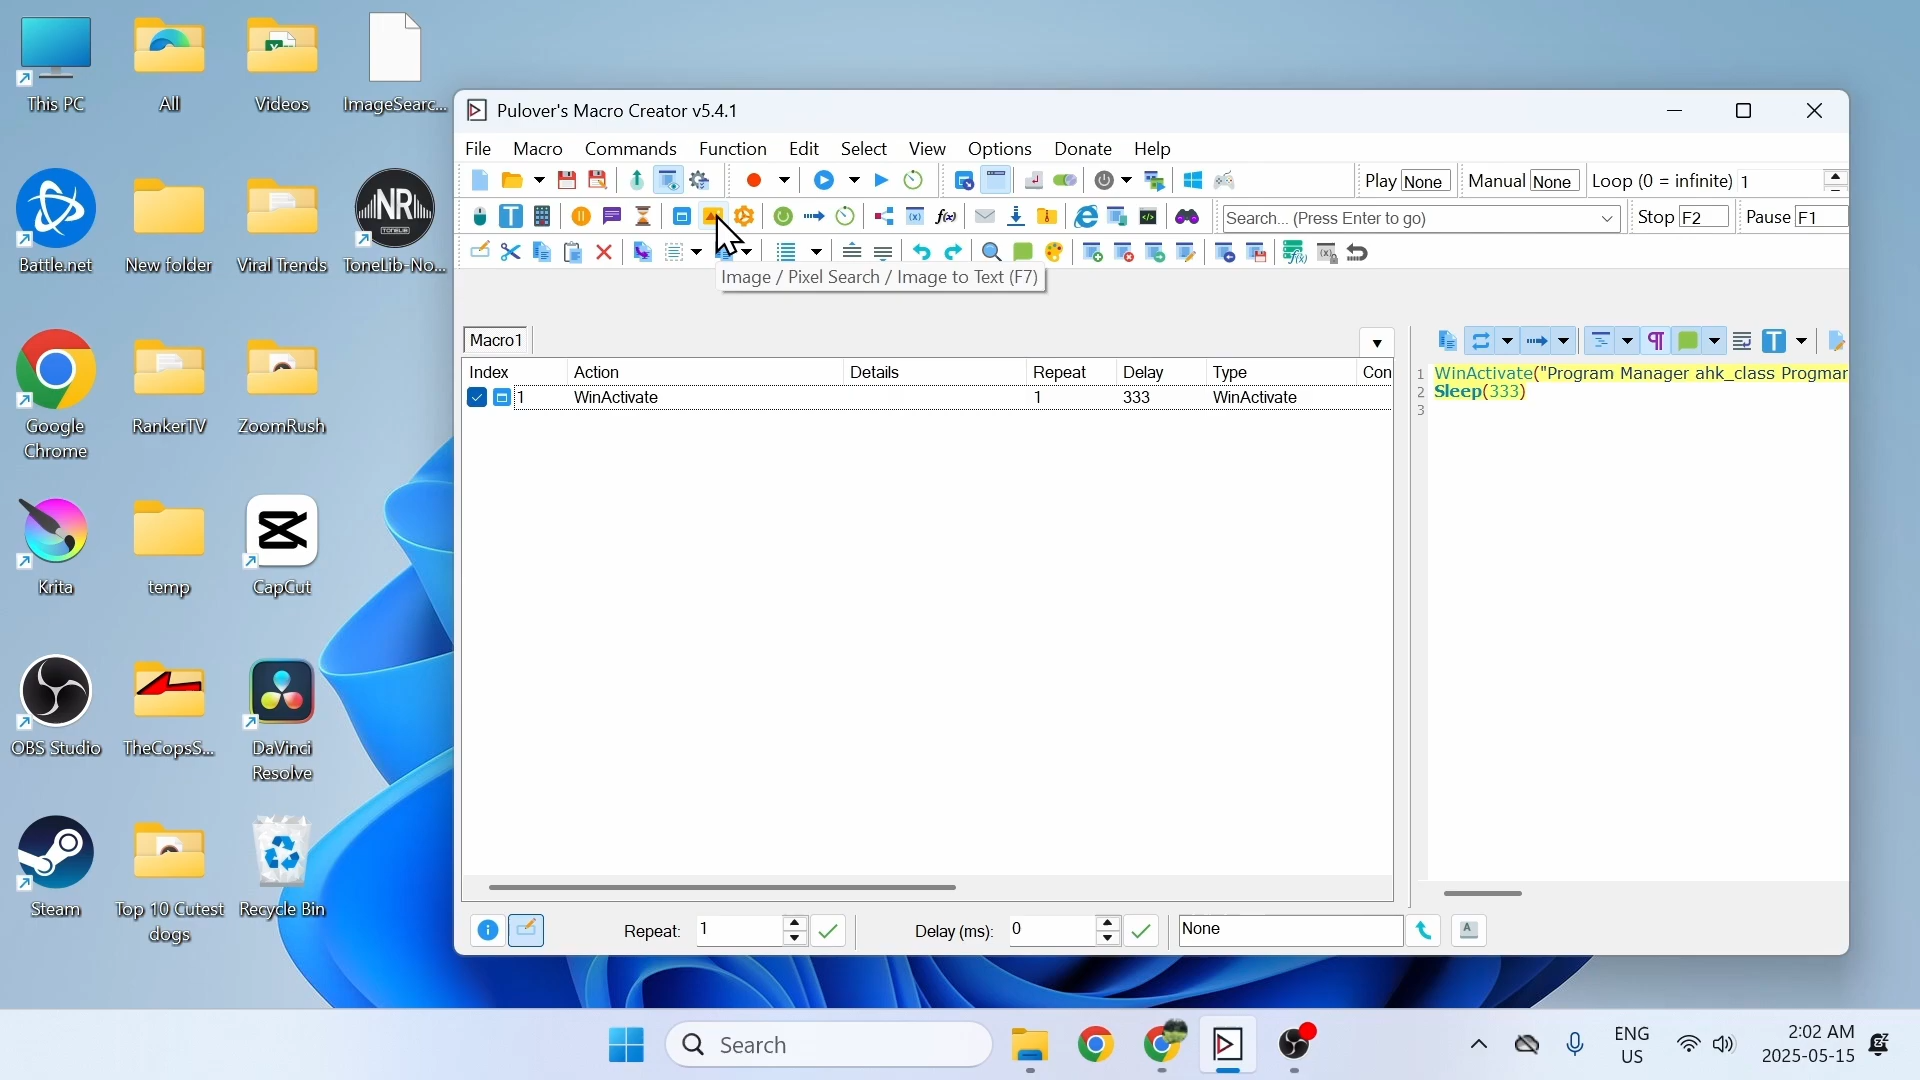 This PC
All
Videos
ImageSearc...
Battle.net
New folder
Viral Trends
ToneLib-No...
NR
TONELIB
Google
Chrome
RankerTV
ZoomRush
Krita
temp
CapCut
OBS Studio
TheCopsS...
DaVinci
Resolve
Steam
Top 10 Cutest
dogs
Recycle Bin
Pulover's Macro Creator v5.4.1
File Macro Commands Function Edit Select View Options Donate Help
Play None Manual None Loop (0 = infinite) 1
Search... (Press Enter to go) Stop F2 Pause F1
Image / Pixel Search / Image to Text (F7)
Macro1
Index Action Details Repeat Delay Type Con
1 WinActivate 1 333 WinActivate
1 WinActivate("Program Manager ahk_class Progmar
2 Sleep(333)
3
Repeat: 1 Delay (ms): 0 None
Search
ENG
US
2:02 AM
2025-05-15